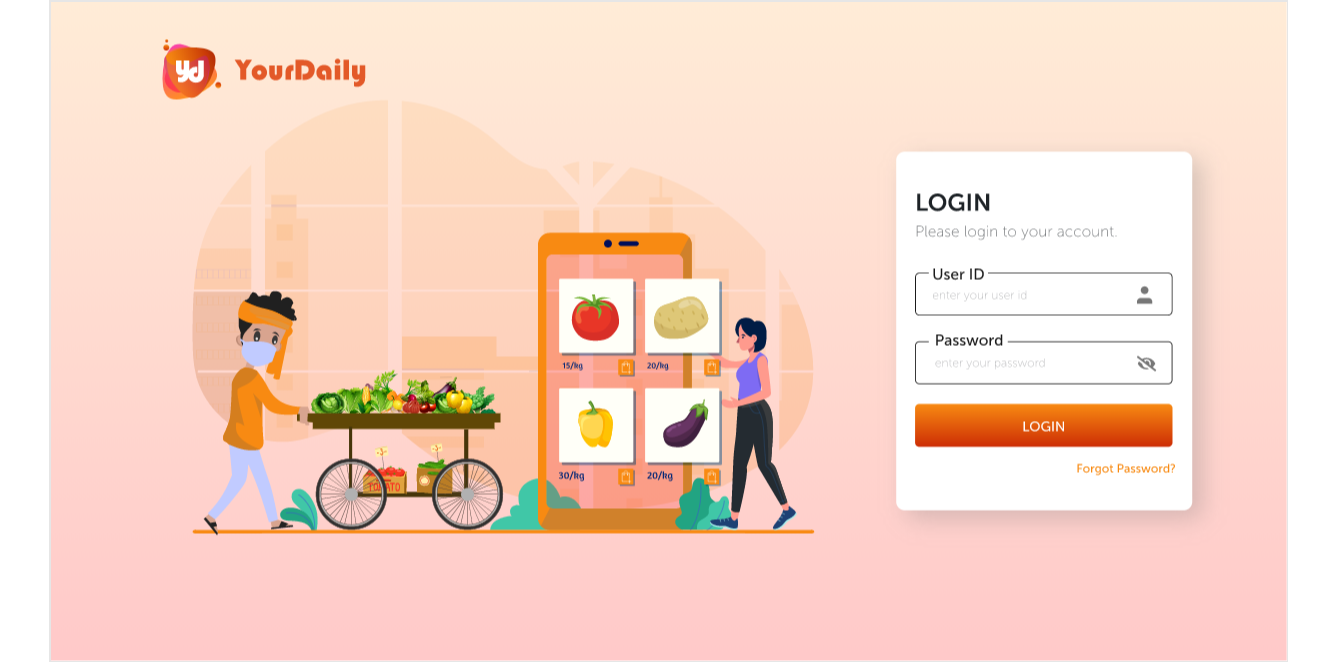 yd YourDaily
LOGIN
Please login to your account.
User ID
enter your user id
Password
enter your password
LOGIN
Forgot Password?
15/kg
20/kg
30/kg
20/kg
TOMATO